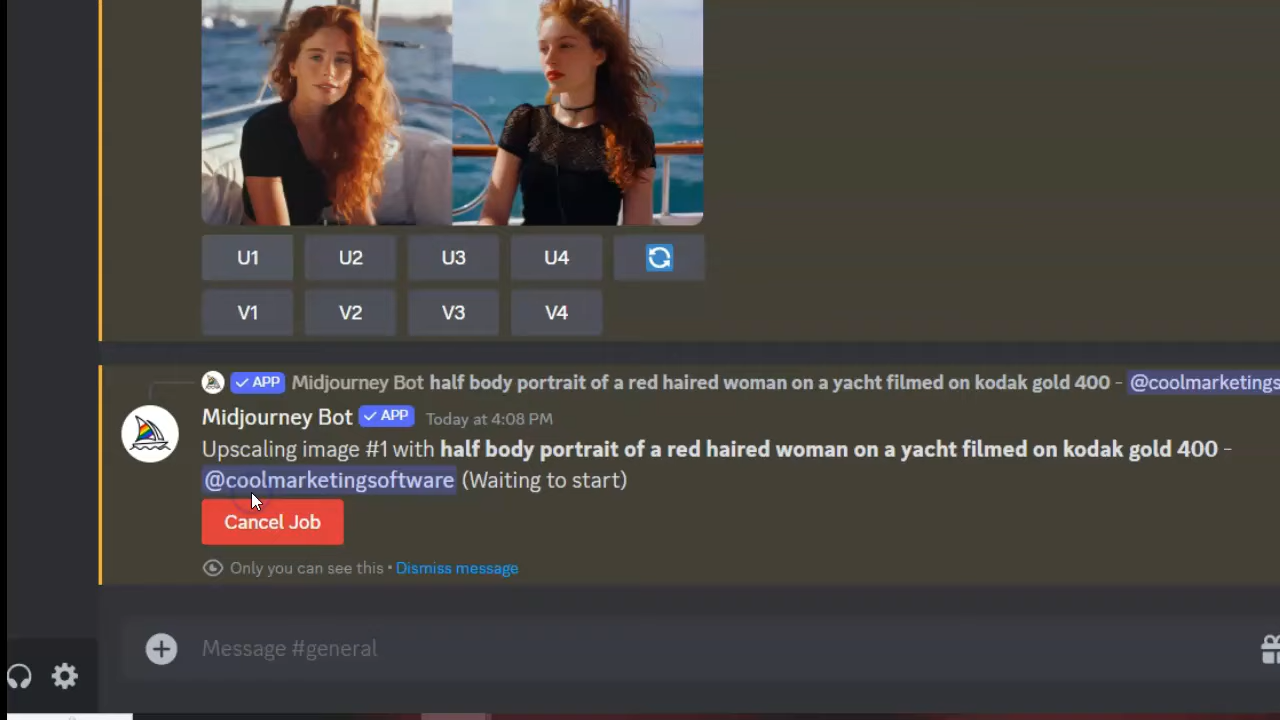 U1 U2 U3 U4
V1 V2 V3 V4
APP Midjourney Bot half body portrait of a red haired woman on a yacht filmed on kodak gold 400 - @coolmarketings
Midjourney Bot APP Today at 4:08 PM
Upscaling image #1 with half body portrait of a red haired woman on a yacht filmed on kodak gold 400 -
@coolmarketingsoftware (Waiting to start)
Cancel Job
Only you can see this • Dismiss message
Message #general